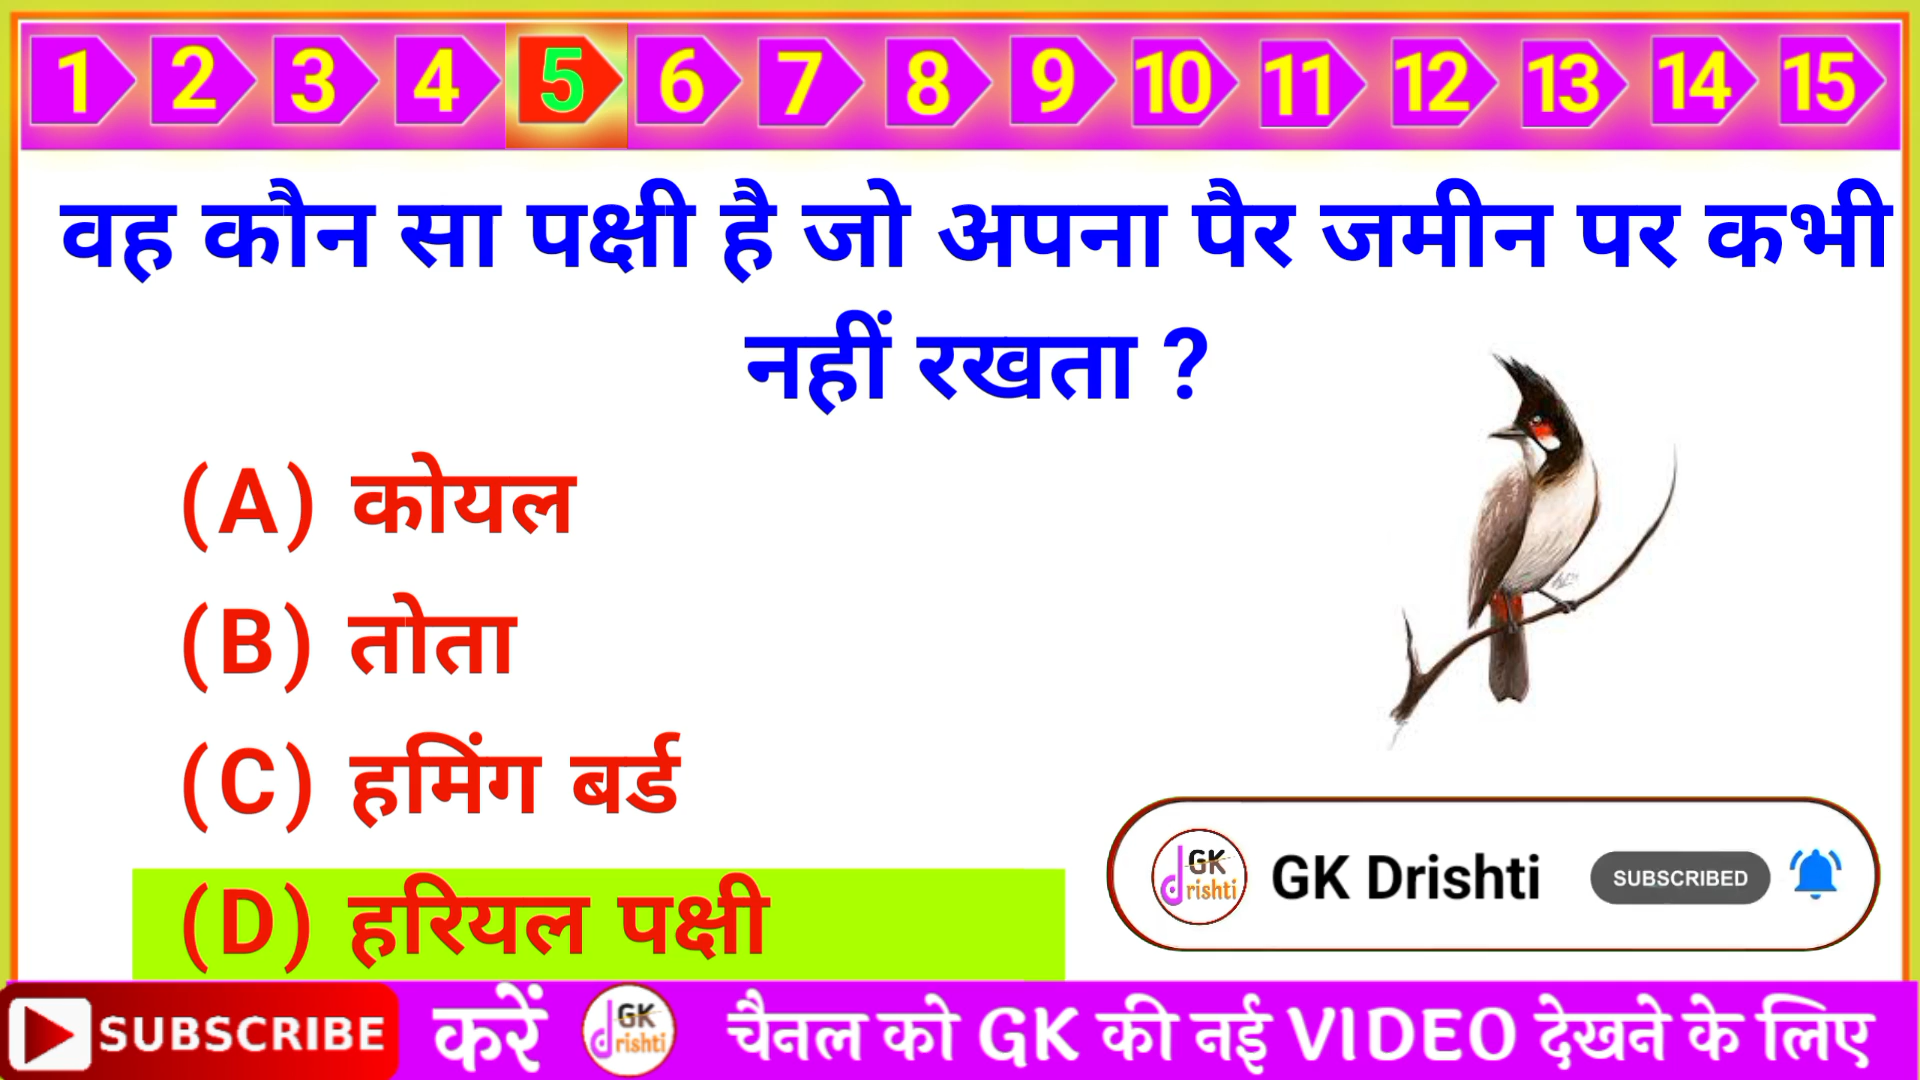 1 2 3 4 5 6 7 8 9 10 11 12 13 14 15
वह कौन सा पक्षी है जो अपना पैर जमीन पर कभी
नहीं रखता ?
(A) कोयल
(B) तोता
(C) हमिंग बर्ड
(D) हरियल पक्षी
GK drishti GK Drishti SUBSCRIBED
SUBSCRIBE करें GK drishti चैनल को GK की नई VIDEO देखने के लिए